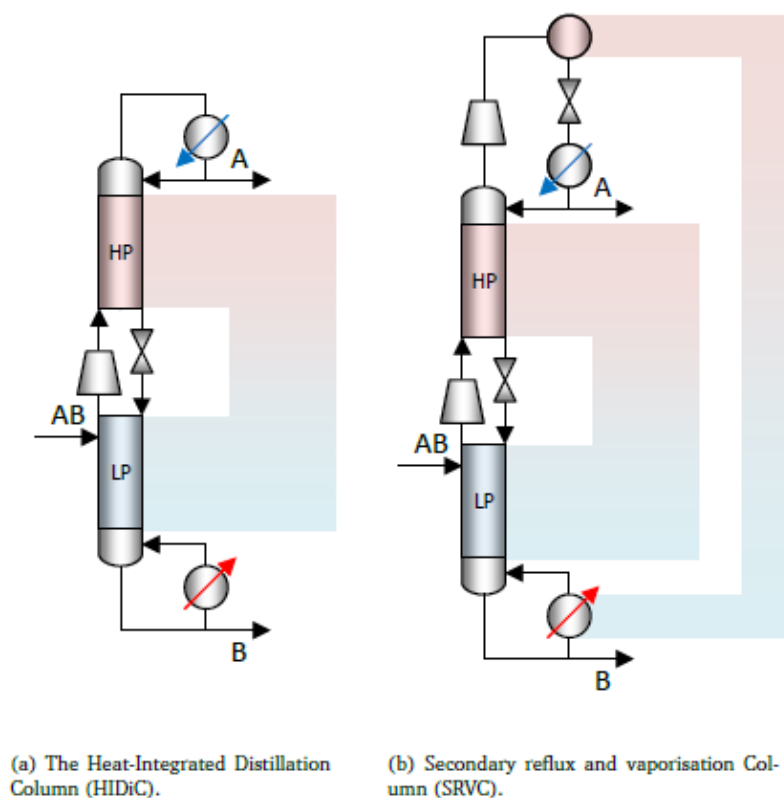 A
HP
AB
LP
B
A
HP
AB
LP
B
(a) The Heat-Integrated Distillation
Column (HIDiC).
(b) Secondary reflux and vaporisation Col-
umn (SRVC).